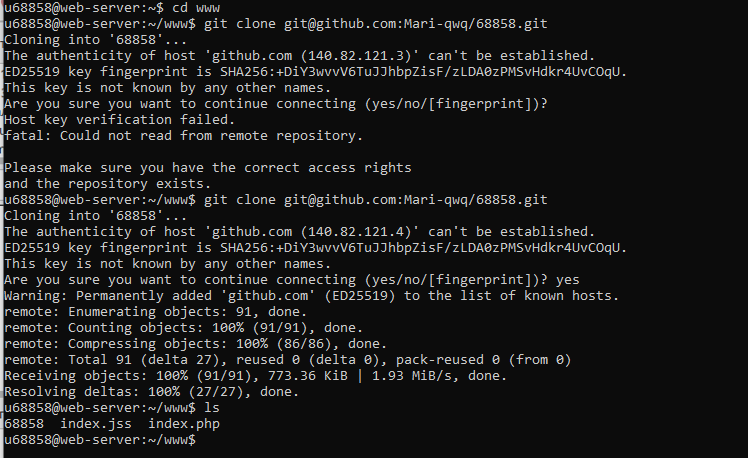 u68858@web-server:~$ cd www
u68858@web-server:~/www$ git clone git@github.com:Mari-qwq/68858.git
Cloning into '68858'...
The authenticity of host 'github.com (140.82.121.3)' can't be established.
ED25519 key fingerprint is SHA256:+DiY3wvvV6TuJJhbpZisF/zLDA0zPMSvHdkr4UvCOqU.
This key is not known by any other names.
Are you sure you want to continue connecting (yes/no/[fingerprint])?
Host key verification failed.
fatal: Could not read from remote repository.

Please make sure you have the correct access rights
and the repository exists.
u68858@web-server:~/www$ git clone git@github.com:Mari-qwq/68858.git
Cloning into '68858'...
The authenticity of host 'github.com (140.82.121.4)' can't be established.
ED25519 key fingerprint is SHA256:+DiY3wvvV6TuJJhbpZisF/zLDA0zPMSvHdkr4UvCOqU.
This key is not known by any other names.
Are you sure you want to continue connecting (yes/no/[fingerprint])? yes
Warning: Permanently added 'github.com' (ED25519) to the list of known hosts.
remote: Enumerating objects: 91, done.
remote: Counting objects: 100% (91/91), done.
remote: Compressing objects: 100% (86/86), done.
remote: Total 91 (delta 27), reused 0 (delta 0), pack-reused 0 (from 0)
Receiving objects: 100% (91/91), 773.36 KiB | 1.93 MiB/s, done.
Resolving deltas: 100% (27/27), done.
u68858@web-server:~/www$ ls
68858  index.jss  index.php
u68858@web-server:~/www$